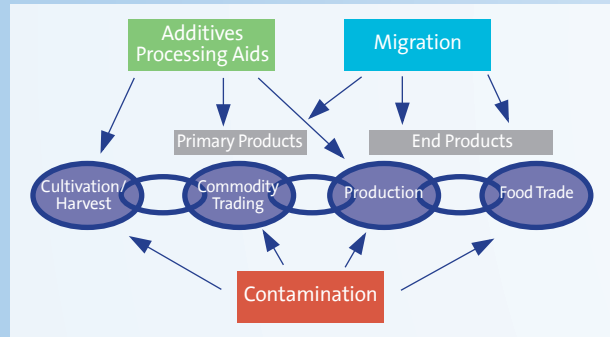 Additives
Processing Aids
Migration
Primary Products
End Products
Cultivation/
Harvest
Commodity
Trading
Production
Food Trade
Contamination